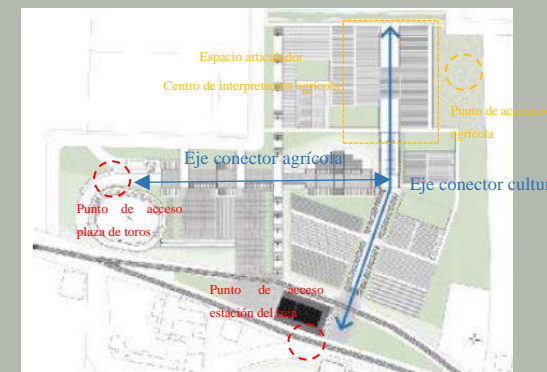 Espacio articulador
Centro de interpretación agrícola
Punto de acceso
agrícola
Eje conector agrícola
Eje conector cultur
Punto de acceso
plaza de toros
Punto de acceso
estación del tren